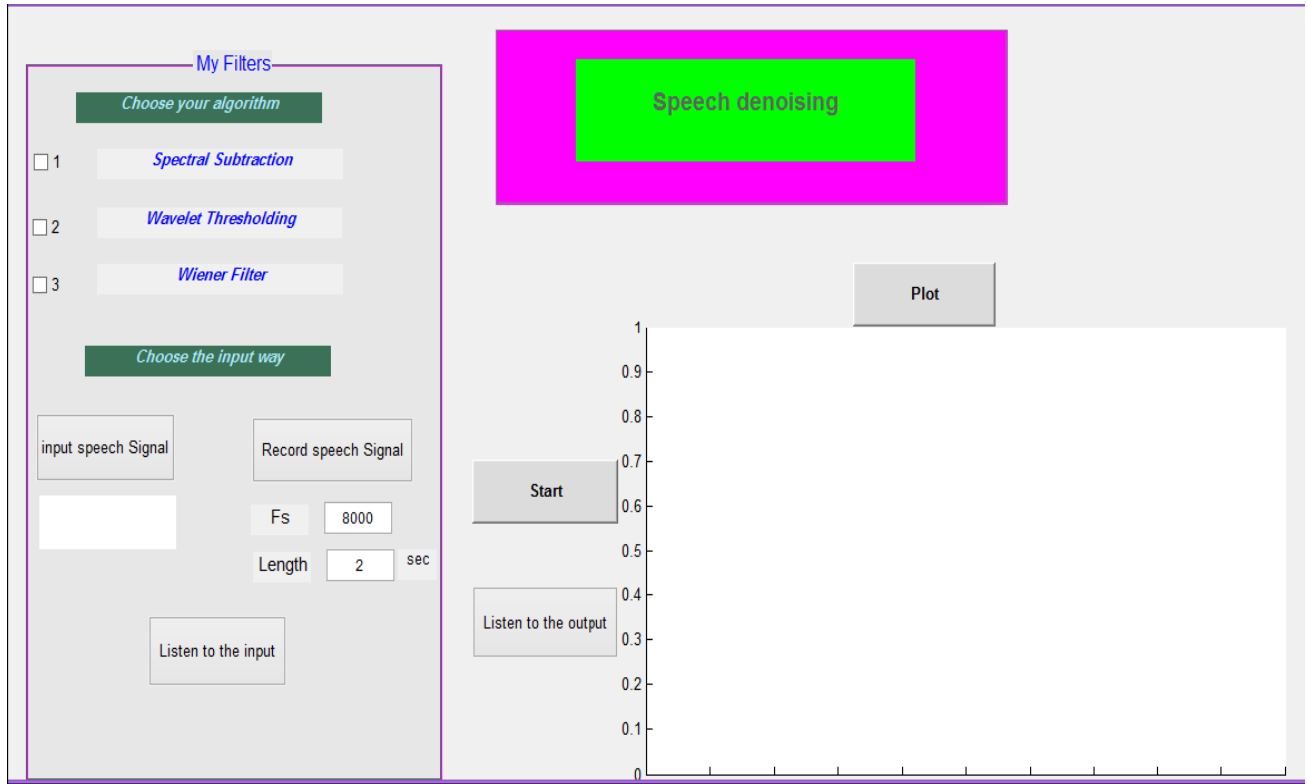 My Filters
Choose your algorithm
1 Spectral Subtraction
2 Wavelet Thresholding
3 Wiener Filter
Choose the input way
input speech Signal
Record speech Signal
Fs 8000
Length 2 sec
Listen to the input
Speech denoising
Plot
Start
Listen to the output
1
0.9
0.8
0.7
0.6
0.5
0.4
0.3
0.2
0.1
0